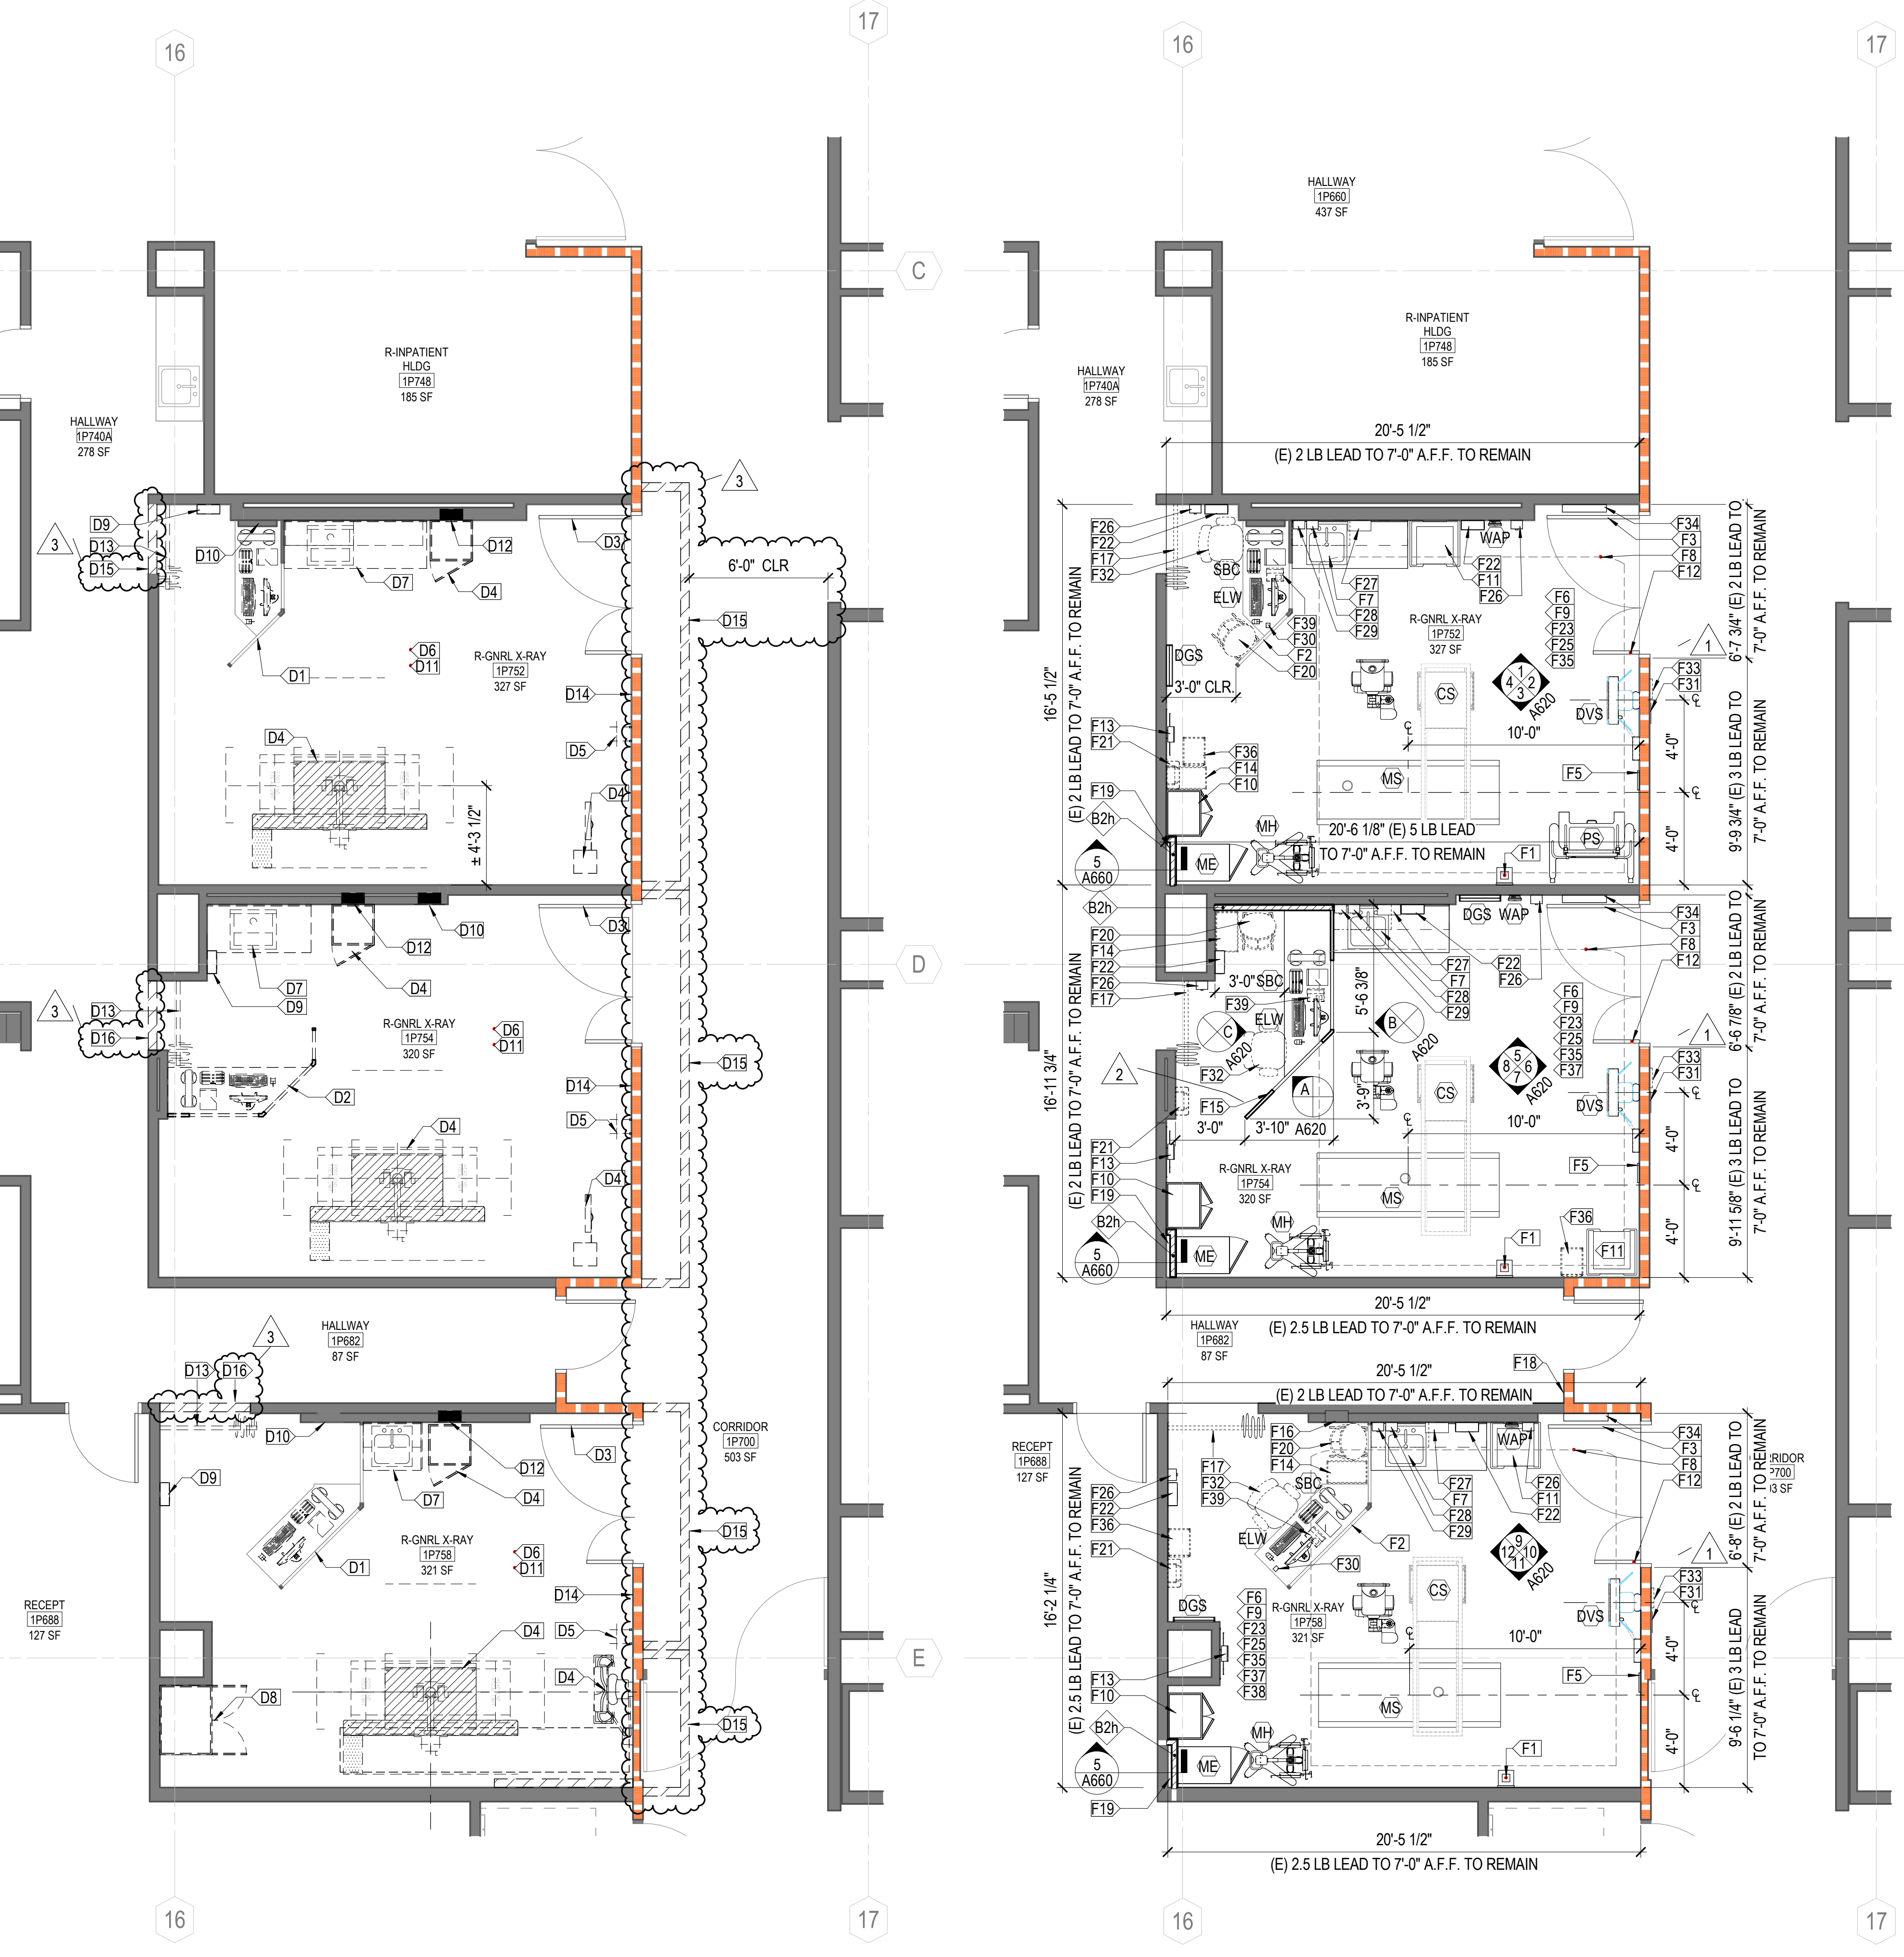 16
17
C
R-INPATIENT
HLDG
1P748
185 SF
HALLWAY
1P740A
278 SF
3
D9
D13
D15
3
D10
D12
D3
D7
D4
6'-0" CLR
D15
D1
D6
D11
R-GNRL X-RAY
1P752
327 SF
D14
D5
D4
D4
± 4'-3 1/2"
D12
D10
D3
D7
D4
D9
D
3
D13
D16
R-GNRL X-RAY
1P754
320 SF
D6
D11
D15
D14
D2
D5
D4
D4
HALLWAY
1P682
87 SF
3
D13
D16
D10
D3
D12
D7
D4
D9
CORRIDOR
1P700
503 SF
R-GNRL X-RAY
1P758
321 SF
D6
D11
D15
D1
D14
RECEPT
1P688
127 SF
D4
D5
D4
D8
D15
E
16
17
16
17
HALLWAY
1P660
437 SF
R-INPATIENT
HLDG
1P748
185 SF
HALLWAY
1P740A
278 SF
20'-5 1/2"
(E) 2 LB LEAD TO 7'-0" A.F.F. TO REMAIN
F26
F22
F17
F32
SBC
ELW
WAP
F22
F11
F26
F27
F7
F28
F29
F39
F30
F2
F20
F34
F3
F8
F12
F6
F9
F23
F25
F35
R-GNRL X-RAY
1P752
327 SF
1
F33
F31
DGS
3'-0" CLR.
CS
1
4
2
3
A620
DVS
10'-0"
4'-0"
F13
F21
F36
F14
F10
MS
F5
F19
B2h
MH
20'-6 1/8" (E) 5 LB LEAD
TO 7'-0" A.F.F. TO REMAIN
PS
4'-0"
5
A660
ME
F1
16'-5 1/2"
(E) 2 LB LEAD TO 7'-0" A.F.F. TO REMAIN
6'-7 3/4" (E) 2 LB LEAD TO
7'-0" A.F.F. TO REMAIN
9'-9 3/4" (E) 3 LB LEAD TO
7'-0" A.F.F. TO REMAIN
B2h
F20
F14
F22
F26
F17
DGS
WAP
F34
F3
F8
F12
3'-0"
SBC
F39
ELW
F27
F7
F28
F29
F22
F26
5'-6 3/8"
C
A620
B
A620
F6
F9
F23
F25
F35
F37
1
F33
F31
2
F32
F15
A
A620
3'-9"
3'-0"
3'-10"
CS
5
8
6
7
A620
DVS
10'-0"
4'-0"
F21
F13
F10
F19
R-GNRL X-RAY
1P754
320 SF
MS
F5
B2h
MH
F36
F11
4'-0"
5
A660
ME
F1
16'-11 3/4"
(E) 2 LB LEAD TO 7'-0" A.F.F. TO REMAIN
6'-6 7/8" (E) 2 LB LEAD TO
7'-0" A.F.F. TO REMAIN
9'-11 5/8" (E) 3 LB LEAD TO
7'-0" A.F.F. TO REMAIN
20'-5 1/2"
(E) 2.5 LB LEAD TO 7'-0" A.F.F. TO REMAIN
HALLWAY
1P682
87 SF
F18
20'-5 1/2"
(E) 2 LB LEAD TO 7'-0" A.F.F. TO REMAIN
RECEPT
1P688
127 SF
F16
F20
F14
SBC
F17
F32
F39
F26
F22
F36
F21
ELW
WAP
F27
F7
F28
F29
F26
F11
F22
F34
F3
F8
F12
F2
F30
9
12
10
11
A620
1
F33
F31
DGS
F6
F9
F23
F25
F35
F37
F38
R-GNRL X-RAY
1P758
321 SF
CS
DVS
10'-0"
4'-0"
F13
F10
F5
MS
B2h
MH
4'-0"
5
A660
ME
F1
F19
16'-2 1/4"
(E) 2.5 LB LEAD TO 7'-0" A.F.F. TO REMAIN
6'-8" (E) 2 LB LEAD TO
7'-0" A.F.F. TO REMAIN
9'-6 1/4" (E) 3 LB LEAD
TO 7'-0" A.F.F. TO REMAIN
RIDOR
P700
03 SF
20'-5 1/2"
(E) 2.5 LB LEAD TO 7'-0" A.F.F. TO REMAIN
16
17